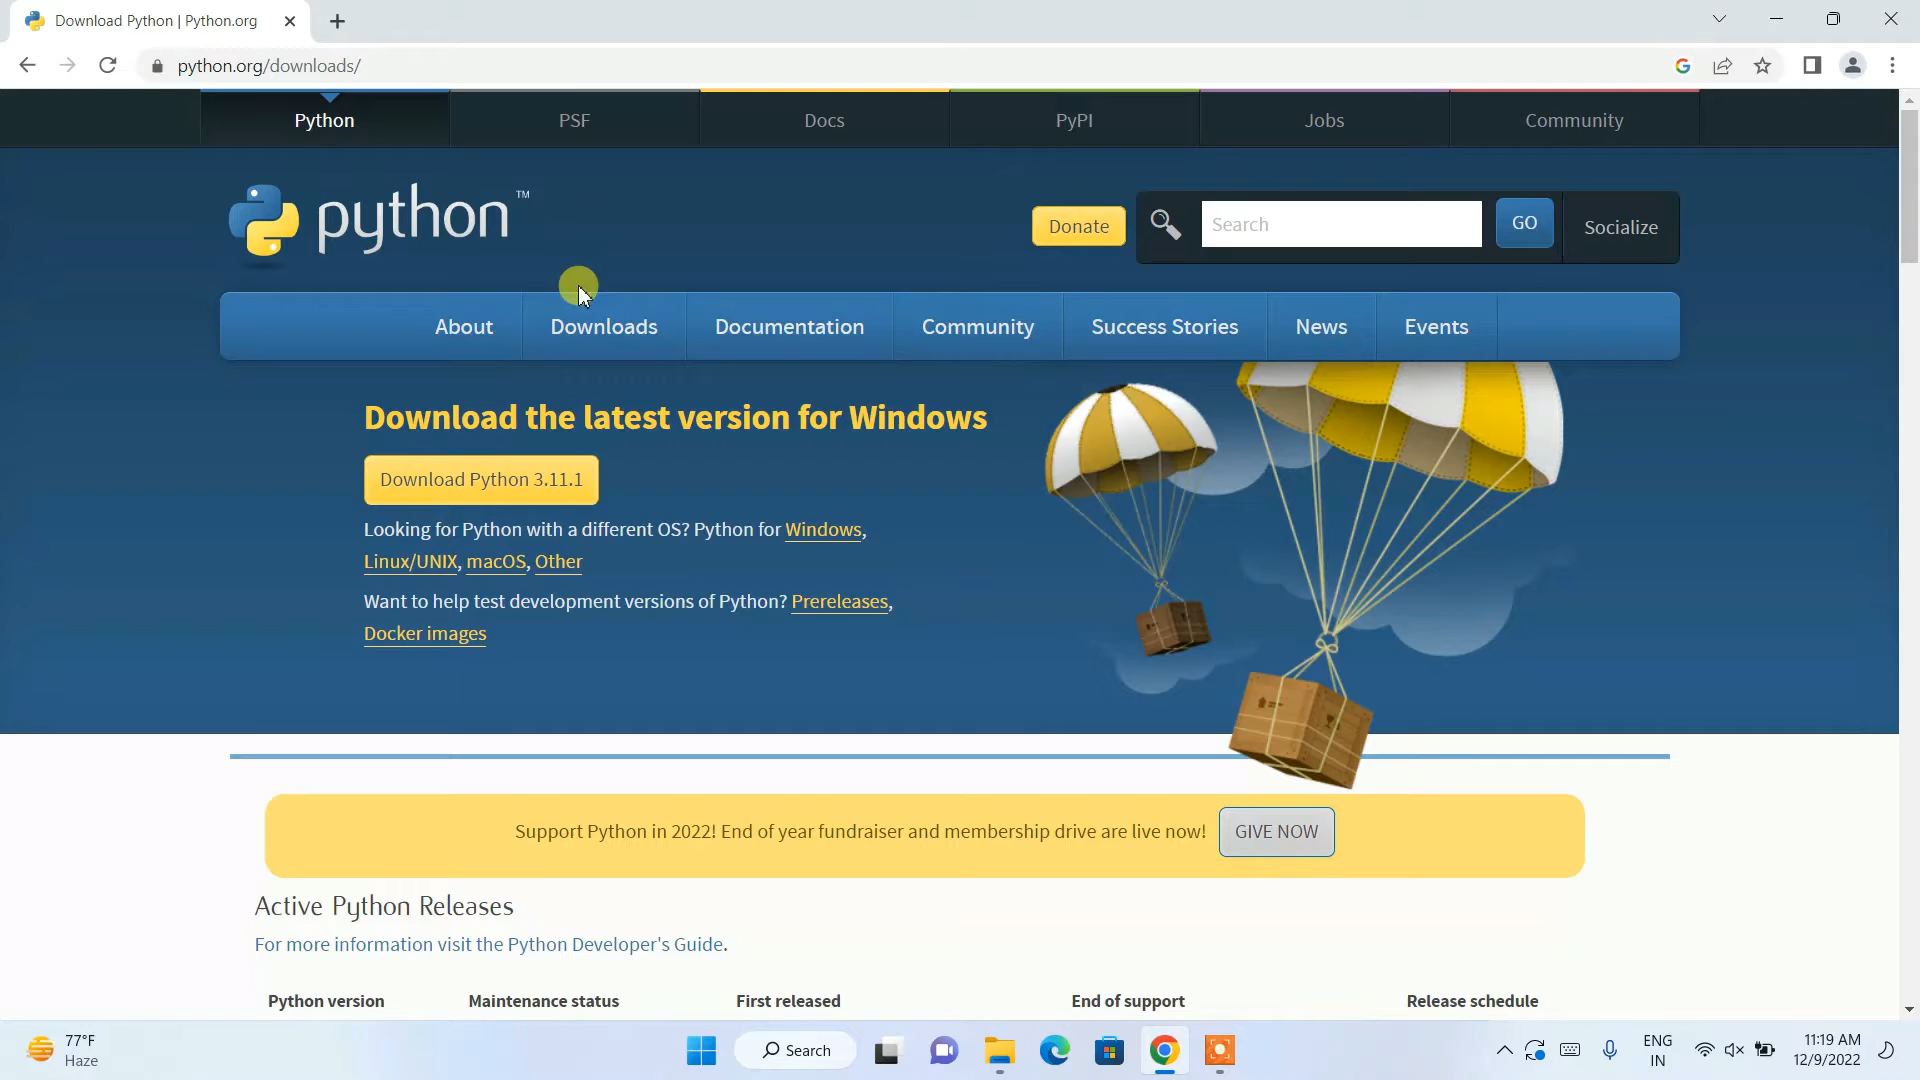 Download Python | Python.org
python.org/downloads/
Python
PSF
Docs
PyPI
Jobs
Community
python™
Donate
Search
GO
Socialize
About
Downloads
Documentation
Community
Success Stories
News
Events
Download the latest version for Windows
Download Python 3.11.1
Looking for Python with a different OS? Python for Windows,
Linux/UNIX, macOS, Other
Want to help test development versions of Python? Prereleases,
Docker images
Support Python in 2022! End of year fundraiser and membership drive are live now!
GIVE NOW
Active Python Releases
For more information visit the Python Developer's Guide.
Python version
Maintenance status
First released
End of support
Release schedule
77°F
Haze
Search
ENG
IN
11:19 AM
12/9/2022